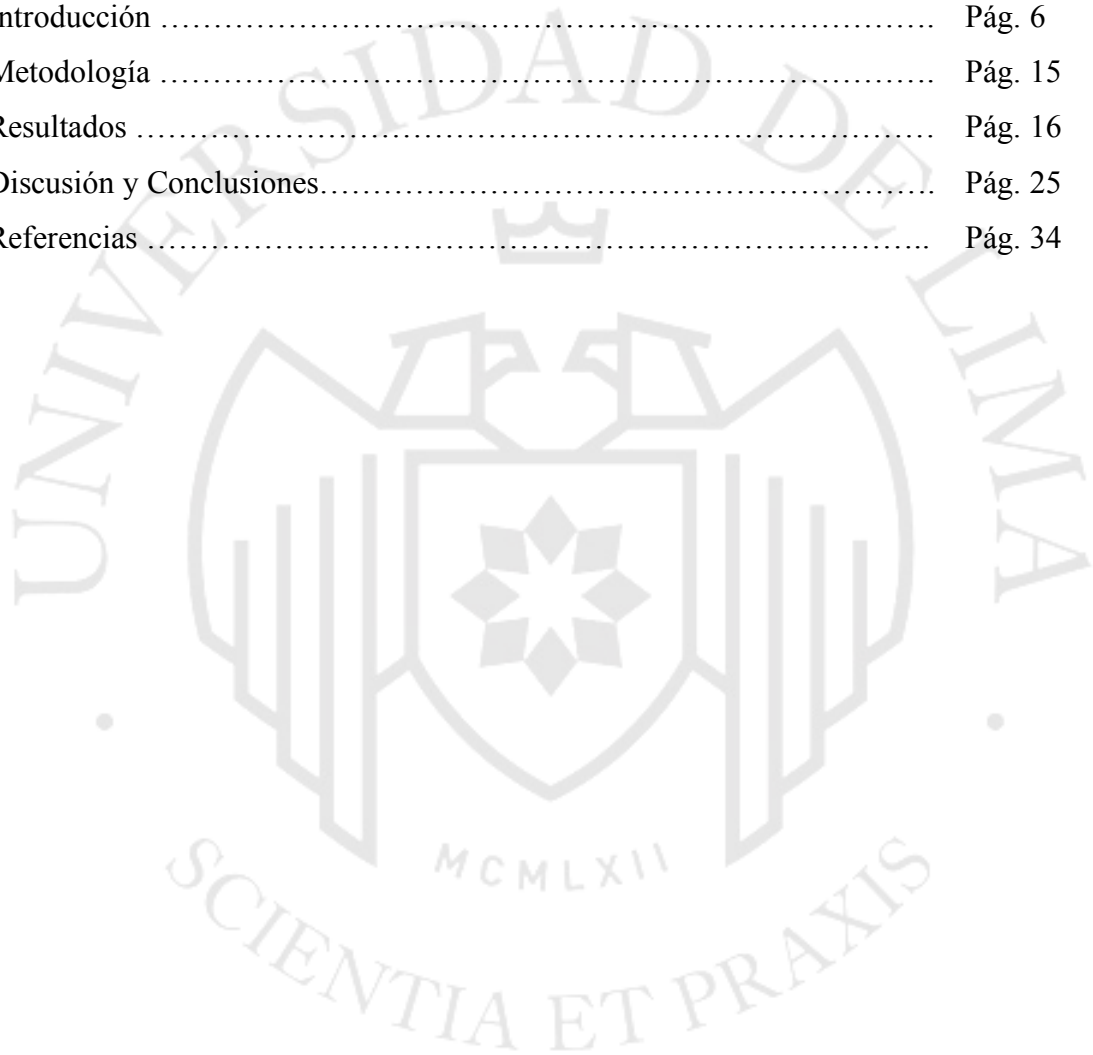 Introducción ………………………………………………………………….. Pág. 6
Metodología ………………………………………………………………….. Pág. 15
Resultados …………………………………………………………………… Pág. 16
Discusión y Conclusiones…………………………………………………….. Pág. 25
Referencias ………………………………………………………………….. Pág. 34
UNIVERSIDAD DE LIMA
MCMLXII
SCIENTIA ET PRAXIS